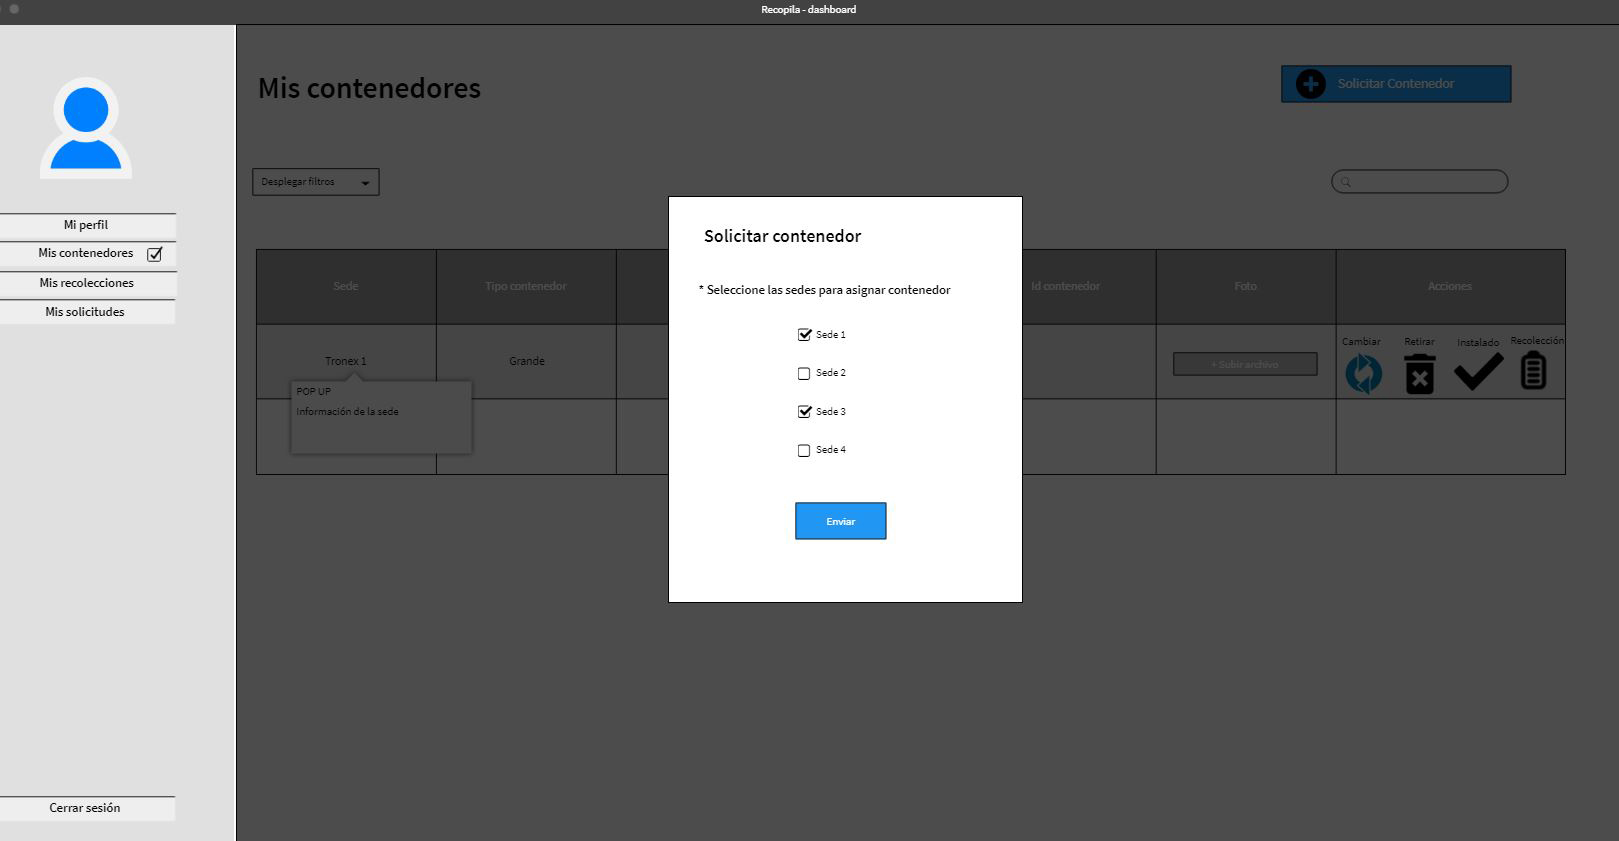 Recopila - dashboard
Mis contenedores
Solicitar Contenedor
Mi perfil
Mis contenedores
Mis recolecciones
Mis solicitudes
Cerrar sesión
Desplegar filtros
Sede
Tipo contenedor
Id contenedor
Foto
Acciones
Tronex 1
Grande
+ Subir archivo
Cambiar
Retirar
Instalado
Recolección
POP UP
Información de la sede
Solicitar contenedor
* Seleccione las sedes para asignar contenedor
Sede 1
Sede 2
Sede 3
Sede 4
Enviar